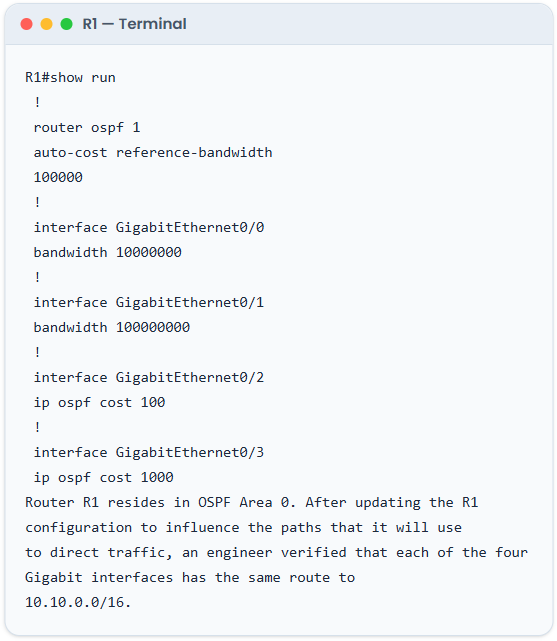 R1 — Terminal
R1#show run
!
router ospf 1
auto-cost reference-bandwidth
100000
!
interface GigabitEthernet0/0
bandwidth 10000000
!
interface GigabitEthernet0/1
bandwidth 100000000
!
interface GigabitEthernet0/2
ip ospf cost 100
!
interface GigabitEthernet0/3
ip ospf cost 1000
Router R1 resides in OSPF Area 0. After updating the R1
configuration to influence the paths that it will use
to direct traffic, an engineer verified that each of the four
Gigabit interfaces has the same route to
10.10.0.0/16.